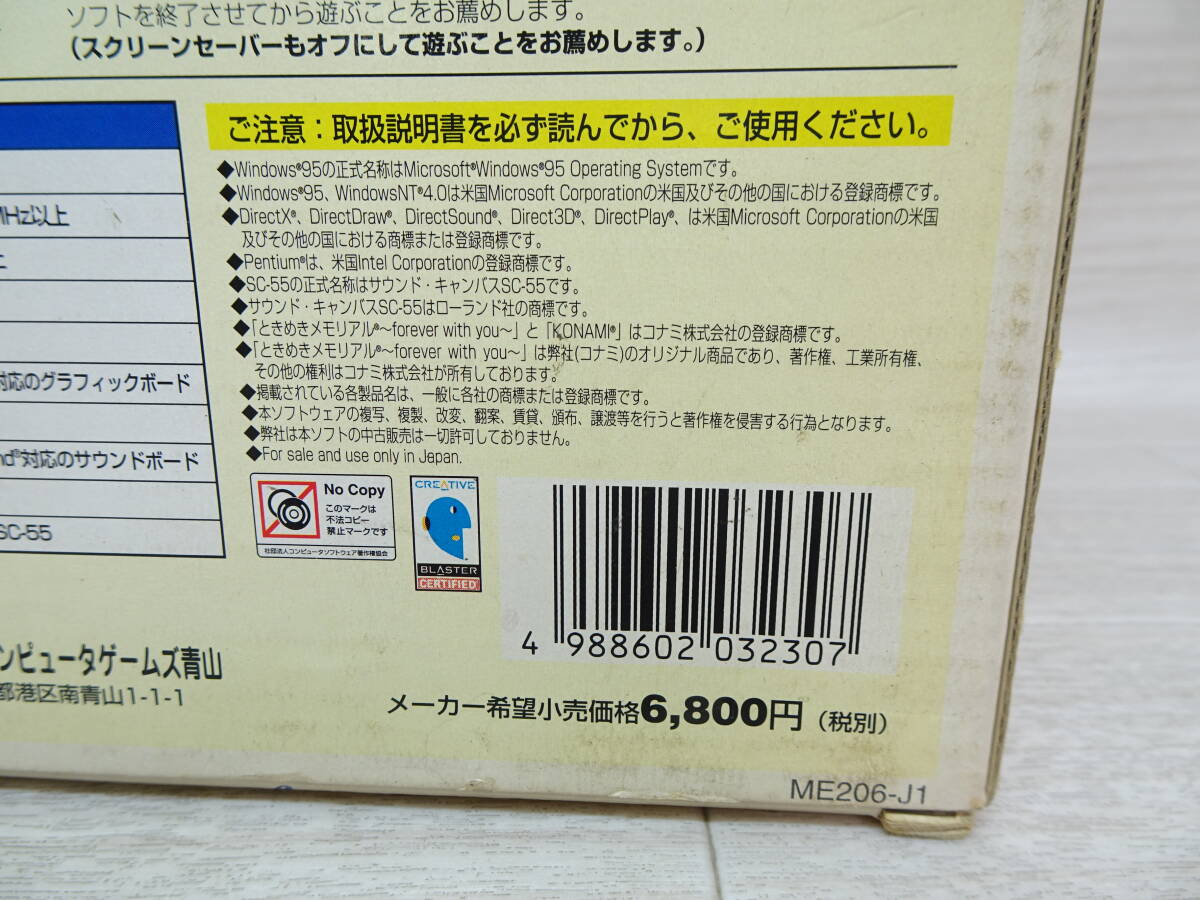 ソフトを終了させてから遊ぶことをお薦めします。
(スクリーンセーバーもオフにして遊ぶことをお薦めします。)
MHz以上
対応のグラフィックボード
nd®対応のサウンドボード
SC-55
ご注意：取扱説明書を必ず読んでから、ご使用ください。
◆Windows®95の正式名称はMicrosoft®Windows®95 Operating Systemです。
◆Windows®95、WindowsNT®4.0は米国Microsoft Corporationの米国及びその他の国における登録商標です。
◆DirectX®、DirectDraw®、DirectSound®、Direct3D®、DirectPlay®、は米国Microsoft Corporationの米国
及びその他の国における商標または登録商標です。
◆Pentium®は、米国Intel Corporationの登録商標です。
◆SC-55の正式名称はサウンド・キャンバスSC-55です。
◆サウンド・キャンバスSC-55はローランド社の商標です。
◆「ときめきメモリアル®～forever with you～」と「KONAMI®」はコナミ株式会社の登録商標です。
◆「ときめきメモリアル®～forever with you～」は弊社(コナミ)のオリジナル商品であり、著作権、工業所有権、
その他の権利はコナミ株式会社が所有しております。
◆掲載されている各製品名は、一般に各社の商標または登録商標です。
◆本ソフトウェアの複写、複製、改変、翻案、賃貸、頒布、譲渡等を行うと著作権を侵害する行為となります。
◆弊社は本ソフトの中古販売は一切許可しておりません。
◆For sale and use only in Japan.
No Copy
このマークは
不法コピー
禁止マークです
社団法人コンピュータソフトウェア著作権協会
CREATIVE
BLASTER
CERTIFIED
4 988602 032307
ンピュータゲームズ青山
都港区南青山1-1-1
メーカー希望小売価格6,800円（税別）
ME206-J1